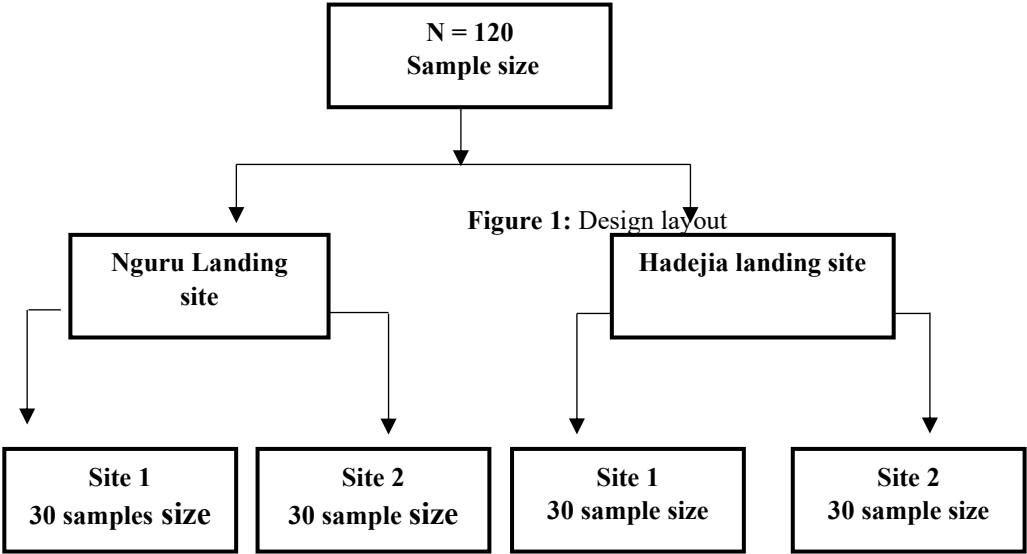 N = 120
Sample size
Figure 1: Design layout
Nguru Landing
site
Hadejia landing site
Site 1
30 samples size
Site 2
30 sample size
Site 1
30 sample size
Site 2
30 sample size